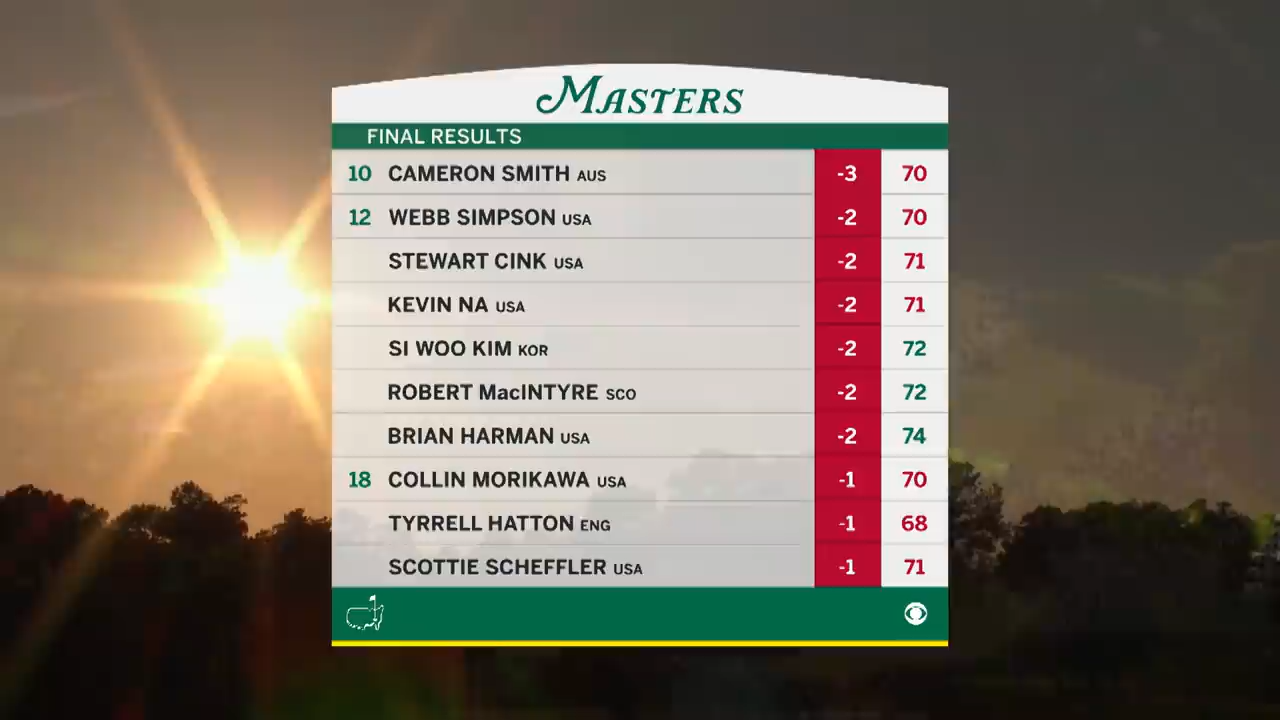 MASTERS
FINAL RESULTS
10 CAMERON SMITH AUS -3 70
12 WEBB SIMPSON USA -2 70
STEWART CINK USA -2 71
KEVIN NA USA -2 71
SI WOO KIM KOR -2 72
ROBERT MacINTYRE SCO -2 72
BRIAN HARMAN USA -2 74
18 COLLIN MORIKAWA USA -1 70
TYRRELL HATTON ENG -1 68
SCOTTIE SCHEFFLER USA -1 71